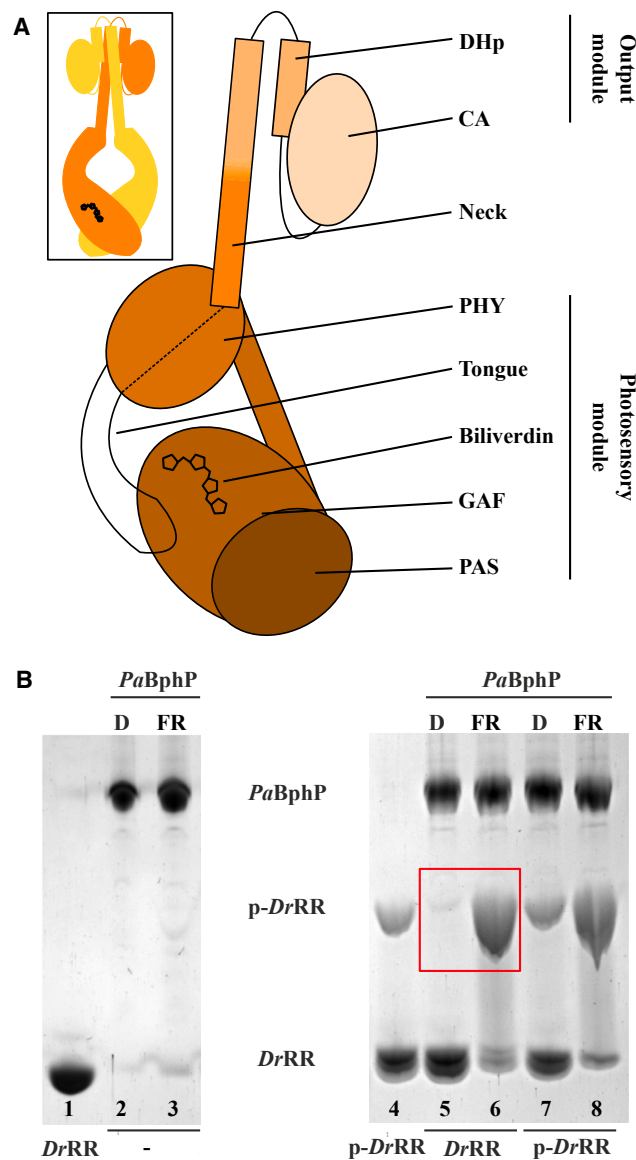 A
DHp
CA
Neck
PHY
Tongue
Biliverdin
GAF
PAS
Output module
Photosensory module
B
PaBphP
D FR
PaBphP
D FR D FR
PaBphP
p-DrRR
DrRR
1 2 3
4 5 6 7 8
DrRR -
p-DrRR DrRR p-DrRR